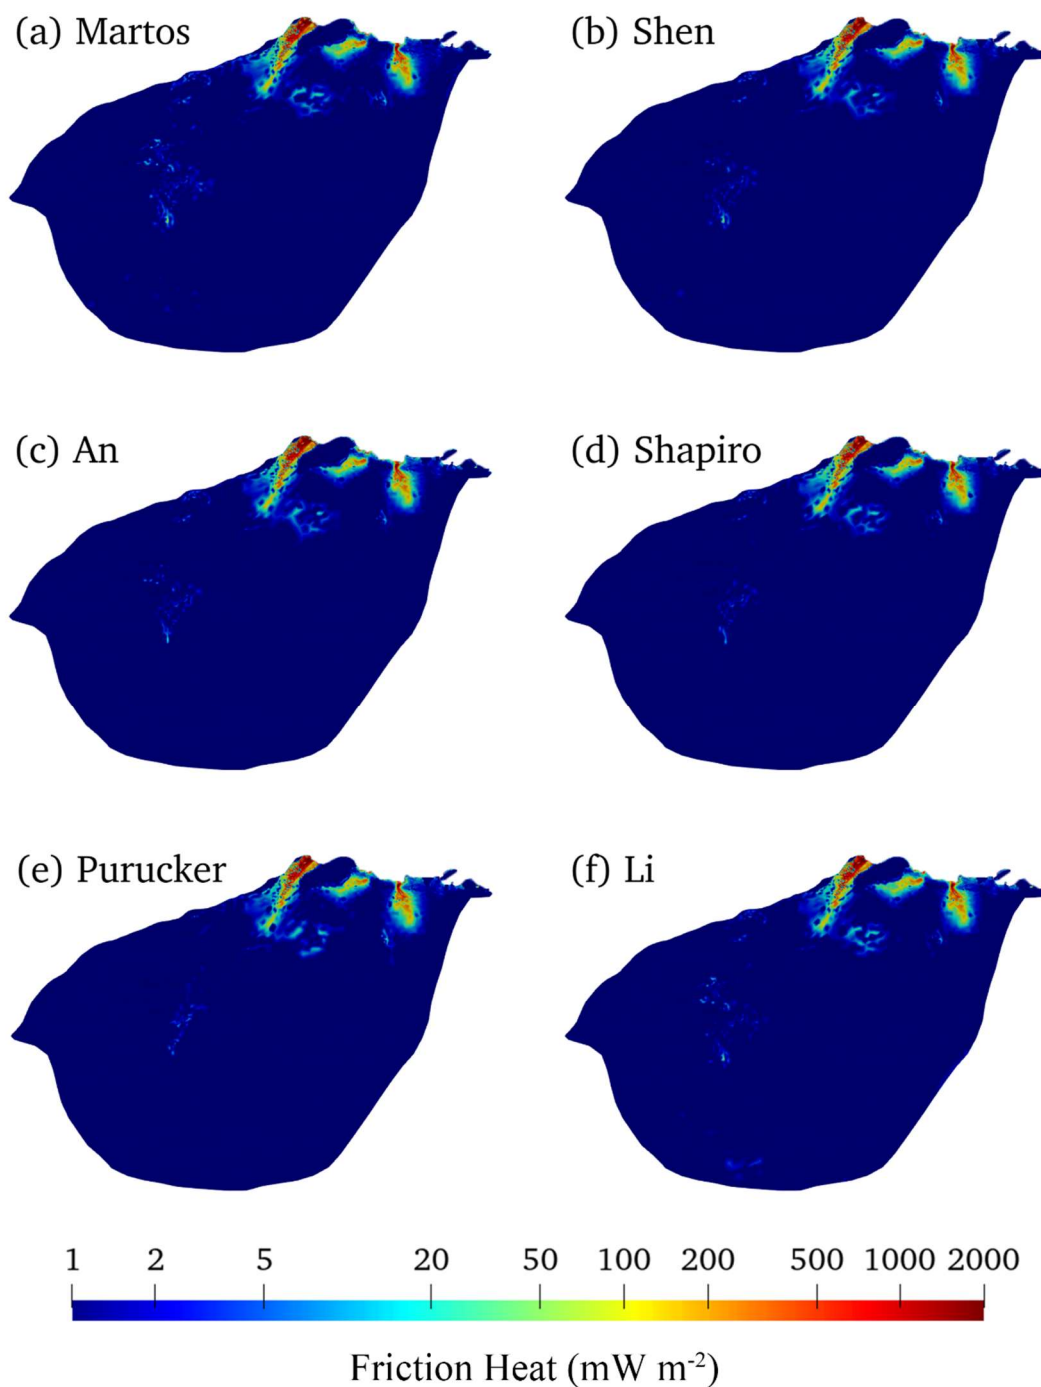 (a) Martos
(b) Shen
(c) An
(d) Shapiro
(e) Purucker
(f) Li
1 2 5 20 50 100 200 500 1000 2000
Friction Heat (mW m⁻²)